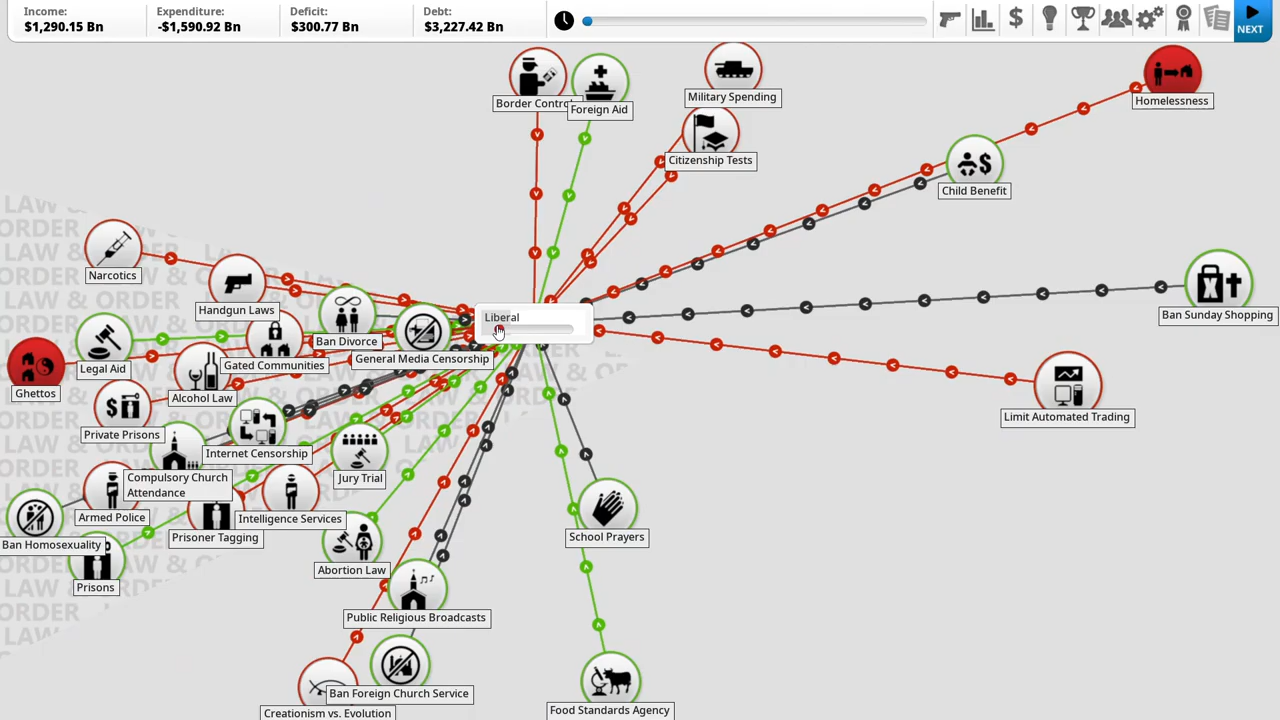 Income:
$1,290.15 Bn
Expenditure:
-$1,590.92 Bn
Deficit:
$300.77 Bn
Debt:
$3,227.42 Bn
NEXT
Border Contro
Foreign Aid
Military Spending
Homelessness
Citizenship Tests
Child Benefit
LAW &
ORDER
LAW & ORDER
Narcotics
Handgun Laws
Liberal
Ban Sunday Shopping
Ban Divorce
General Media Censorship
Gated Communities
Legal Aid
Ghettos
Alcohol Law
Limit Automated Trading
Private Prisons
Internet Censorship
Compulsory Church
Attendance
Jury Trial
Armed Police
Intelligence Services
Prisoner Tagging
School Prayers
Ban Homosexuality
Abortion Law
Prisons
Public Religious Broadcasts
Ban Foreign Church Service
Food Standards Agency
Creationism vs. Evolution